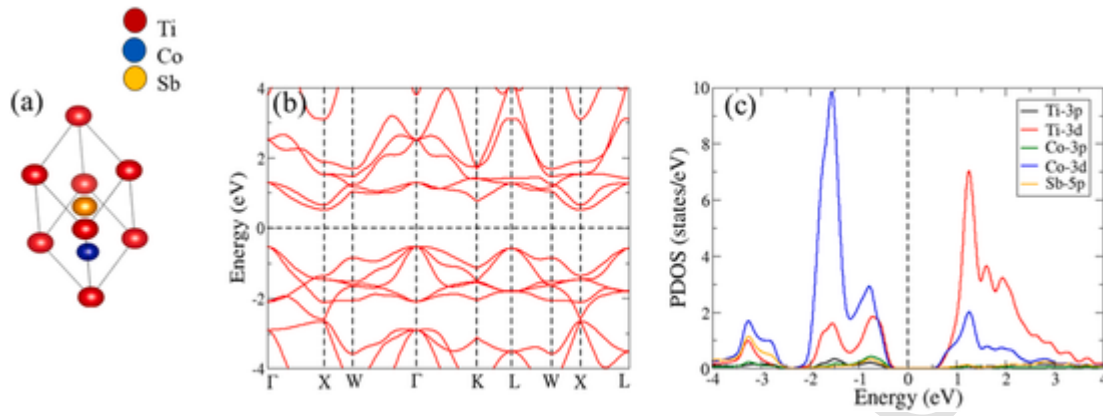 Ti
Co
Sb
(a)
(b)
4
2
0
-2
-4
Energy (eV)
Γ X W Γ K L W X L
(c)
10
8
6
4
2
0
PDOS (states/eV)
Ti-3p
Ti-3d
Co-3p
Co-3d
Sb-5p
-4 -3 -2 -1 0 1 2 3 4
Energy (eV)